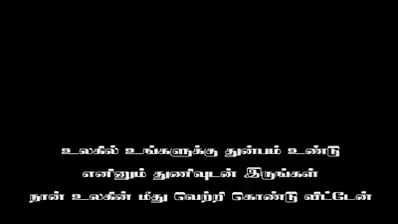 உலகில் உங்களுக்கு துன்பம் உண்டு
எனினும் துணிவுடன் இருங்கள்
நான் உலகின் மீது வெற்றி கொண்டு விட்டேன்